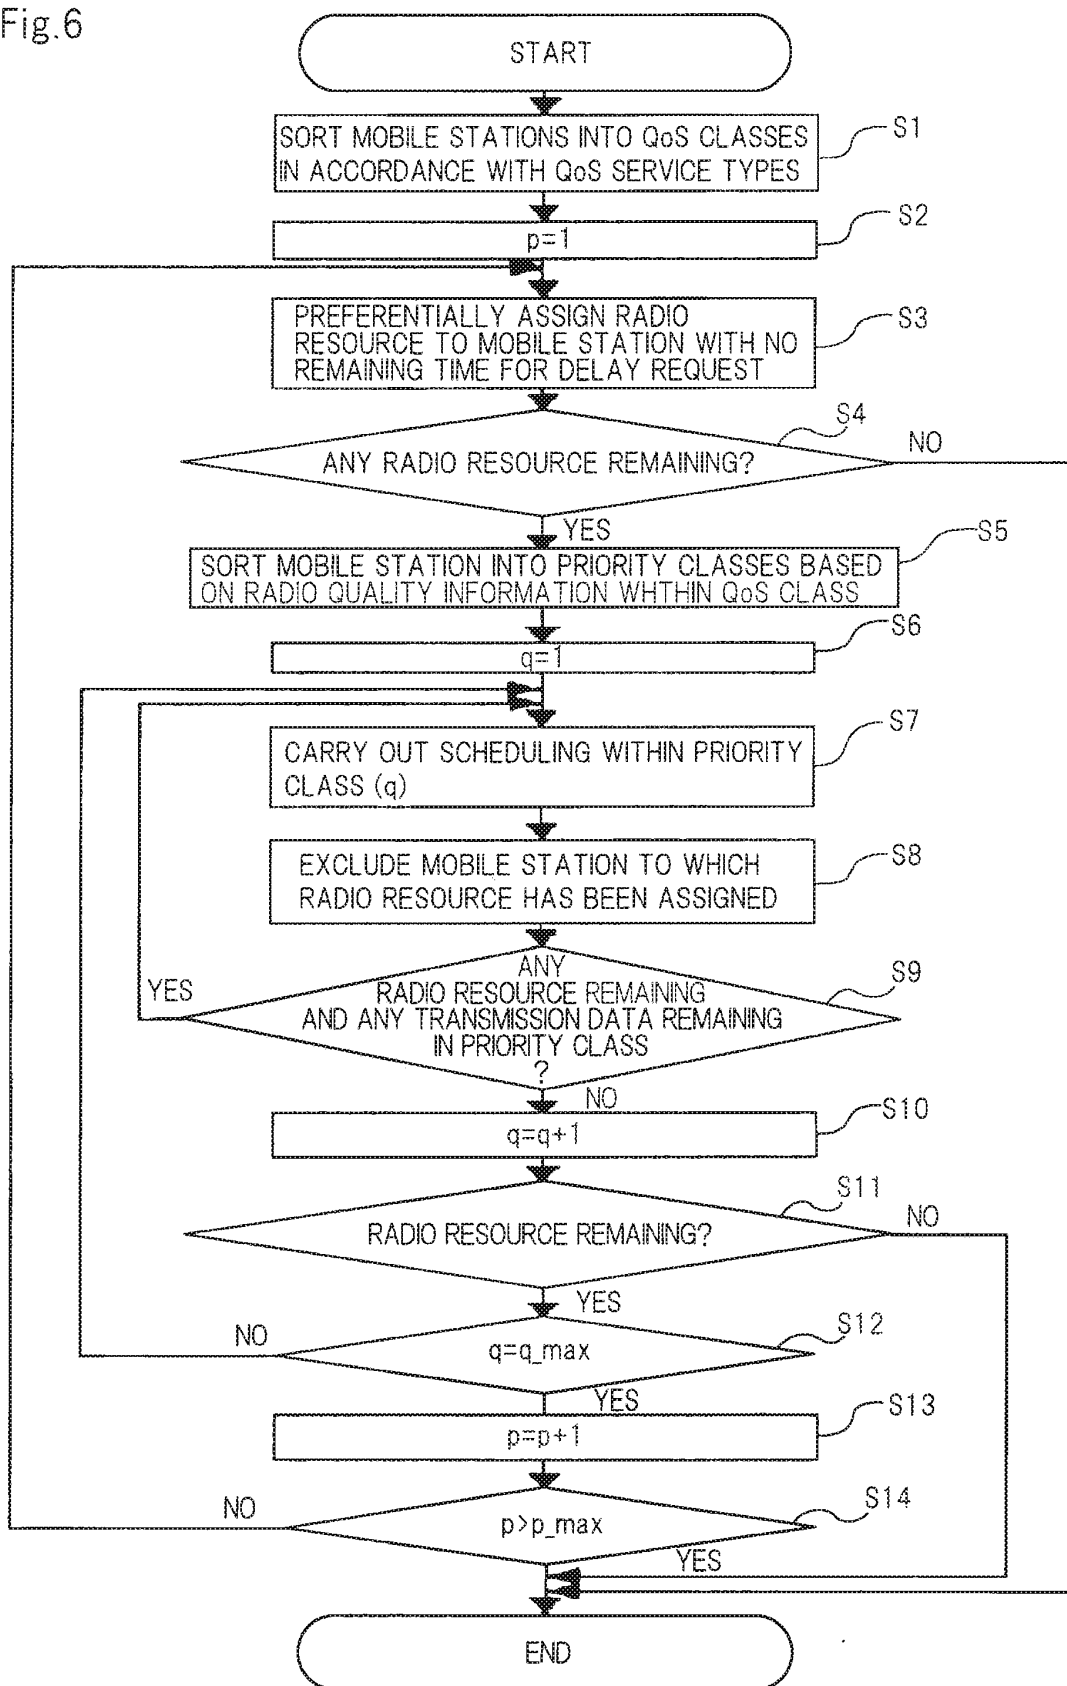 Fig.6
START
SORT MOBILE STATIONS INTO QoS CLASSES
IN ACCORDANCE WITH QoS SERVICE TYPES
S1
p=1
S2
PREFERENTIALLY ASSIGN RADIO
RESOURCE TO MOBILE STATION WITH NO
REMAINING TIME FOR DELAY REQUEST
S3
ANY RADIO RESOURCE REMAINING?
S4
NO
YES
SORT MOBILE STATION INTO PRIORITY CLASSES BASED
ON RADIO QUALITY INFORMATION WHTHIN QoS CLASS
S5
q=1
S6
CARRY OUT SCHEDULING WITHIN PRIORITY
CLASS (q)
S7
EXCLUDE MOBILE STATION TO WHICH
RADIO RESOURCE HAS BEEN ASSIGNED
S8
ANY
RADIO RESOURCE REMAINING
AND ANY TRANSMISSION DATA REMAINING
IN PRIORITY CLASS
?
S9
YES
NO
q=q+1
S10
RADIO RESOURCE REMAINING?
S11
NO
YES
q=q_max
S12
NO
YES
p=p+1
S13
p>p_max
S14
NO
YES
END